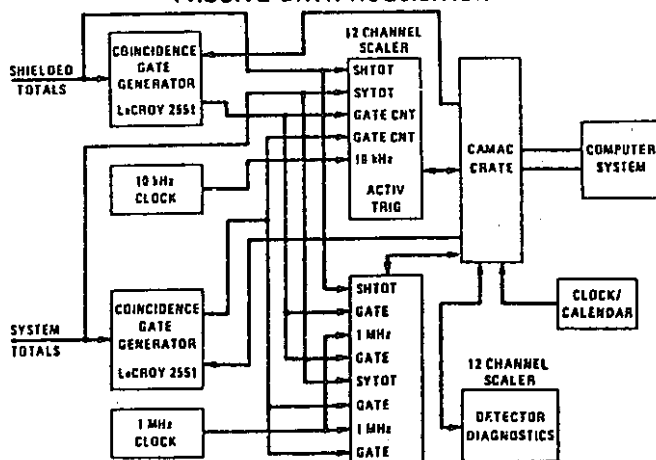 12 CHANNEL
SCALER
SHIELDED
TOTALS
COINCIDENCE
GATE
GENERATOR
LeCROY 2551
SHTOT
SYTOT
GATE CNT
GATE CNT
10 kHz
ACTIV
TRIG
CAMAC
CRATE
COMPUTER
SYSTEM
10 kHz
CLOCK
SYSTEM
TOTALS
COINCIDENCE
GATE
GENERATOR
LeCROY 2551
SHTOT
GATE
1 MHz
GATE
SYTOT
GATE
1 MHz
GATE
CLOCK/
CALENDAR
1 MHz
CLOCK
12 CHANNEL
SCALER
DETECTOR
DIAGNOSTICS